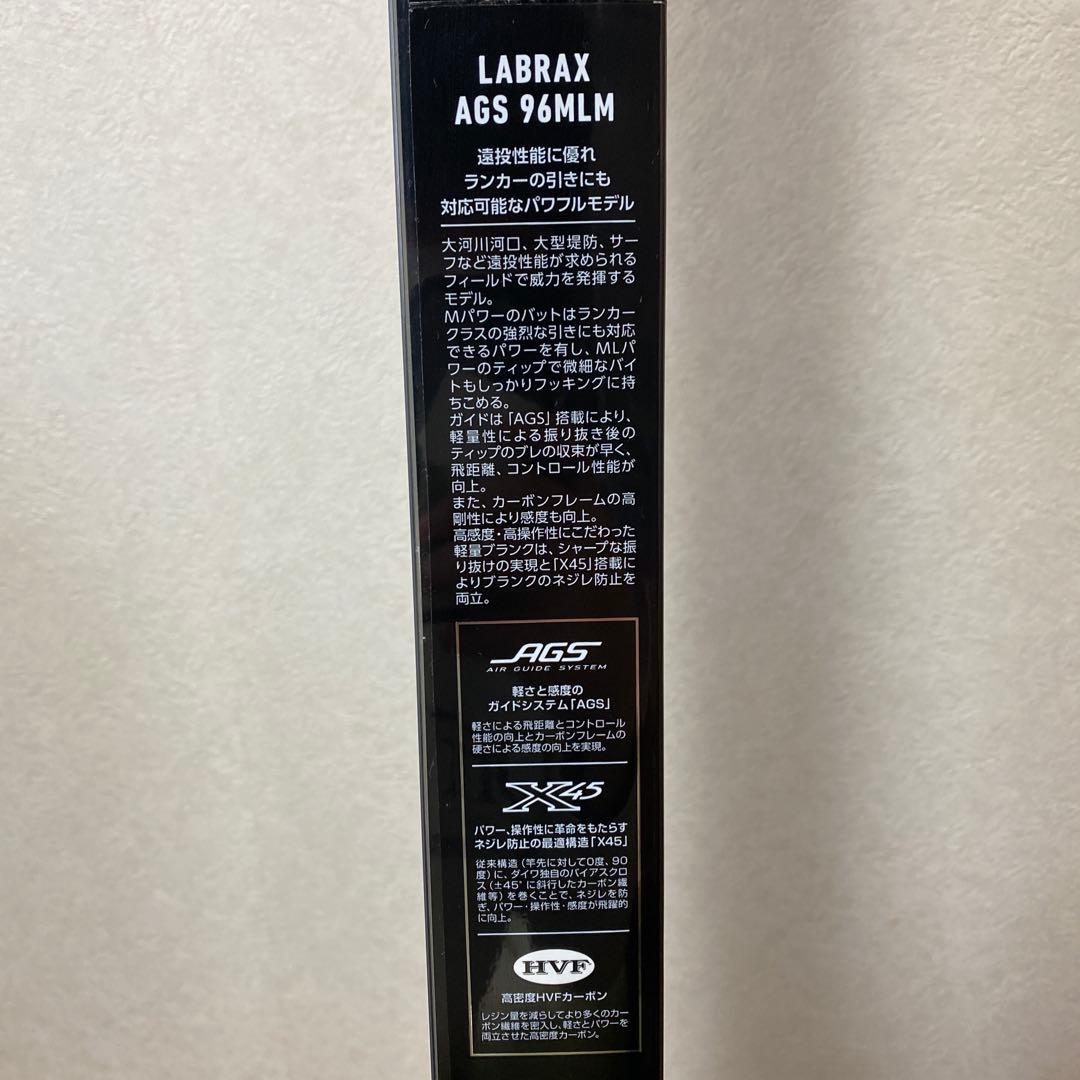 LABRAX
AGS 96MLM
遠投性能に優れ
ランカーの引きにも
対応可能なパワフルモデル
大河川河口、大型堤防、サー
フなど遠投性能が求められる
フィールドで威力を発揮する
モデル。
Mパワーのバットはランカー
クラスの強烈な引きにも対応
できるパワーを有し、MLパ
ワーのティップで微細なバイ
トもしっかりフッキングに持
ちこめる。
ガイドは「AGS」搭載により、
軽量性による振り抜き後の
ティップのブレの収束が早く、
飛距離、コントロール性能が
向上。
また、カーボンフレームの高
剛性により感度も向上。
高感度・高操作性にこだわった
軽量ブランクは、シャープな振
り抜けの実現と「X45」搭載に
よりブランクのネジレ防止を
両立。
AGS
AIR GUIDE SYSTEM
軽さと感度の
ガイドシステム「AGS」
軽さによる飛距離とコントロール
性能の向上とカーボンフレームの
硬さによる感度の向上を実現。
X45
パワー、操作性に革命をもたらす
ネジレ防止の最適構造「X45」
従来構造（竿先に対して0度、90
度）に、ダイワ独自のバイアスクロ
ス（±45°に斜行したカーボン繊
維等）を巻くことで、ネジレを防
ぎ、パワー・操作性・感度が飛躍的
に向上。
HVF
高密度HVFカーボン
レジン量を減らしてより多くのカー
ボン繊維を密入し、軽さとパワーを
両立させた高密度カーボン。